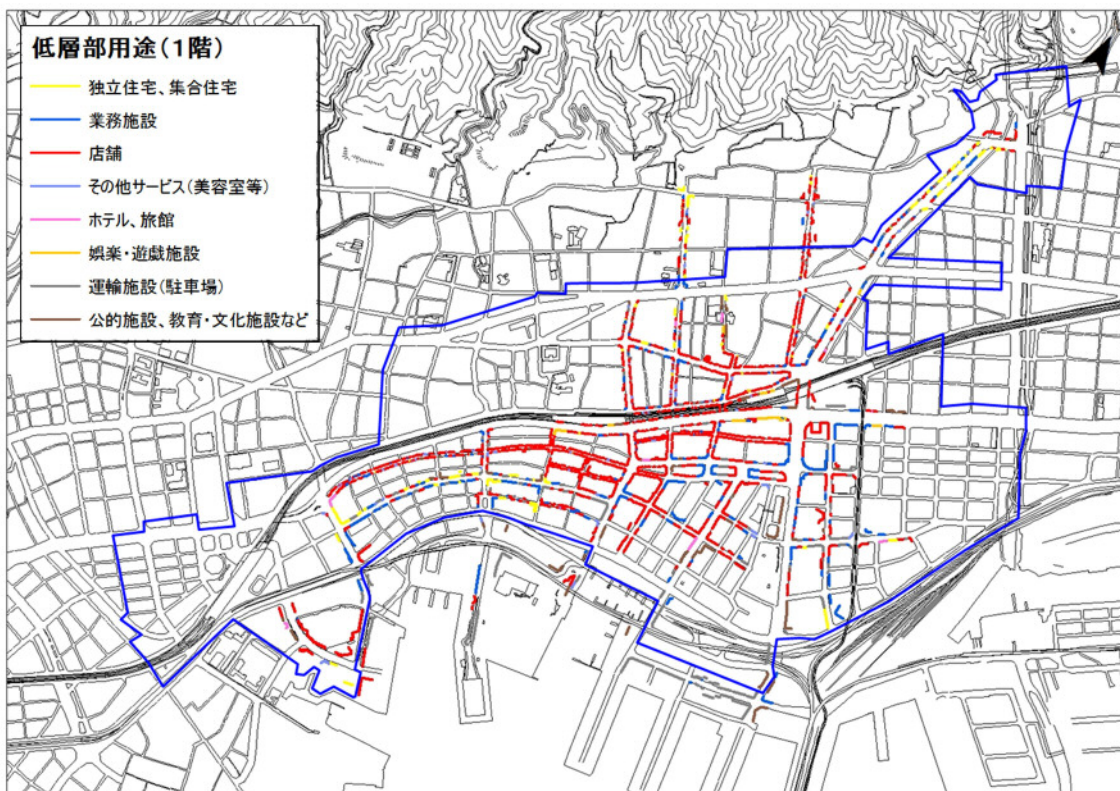 低層部用途(1階)
独立住宅、集合住宅
業務施設
店舗
その他サービス(美容室等)
ホテル、旅館
娯楽・遊戯施設
運輸施設(駐車場)
公的施設、教育・文化施設など